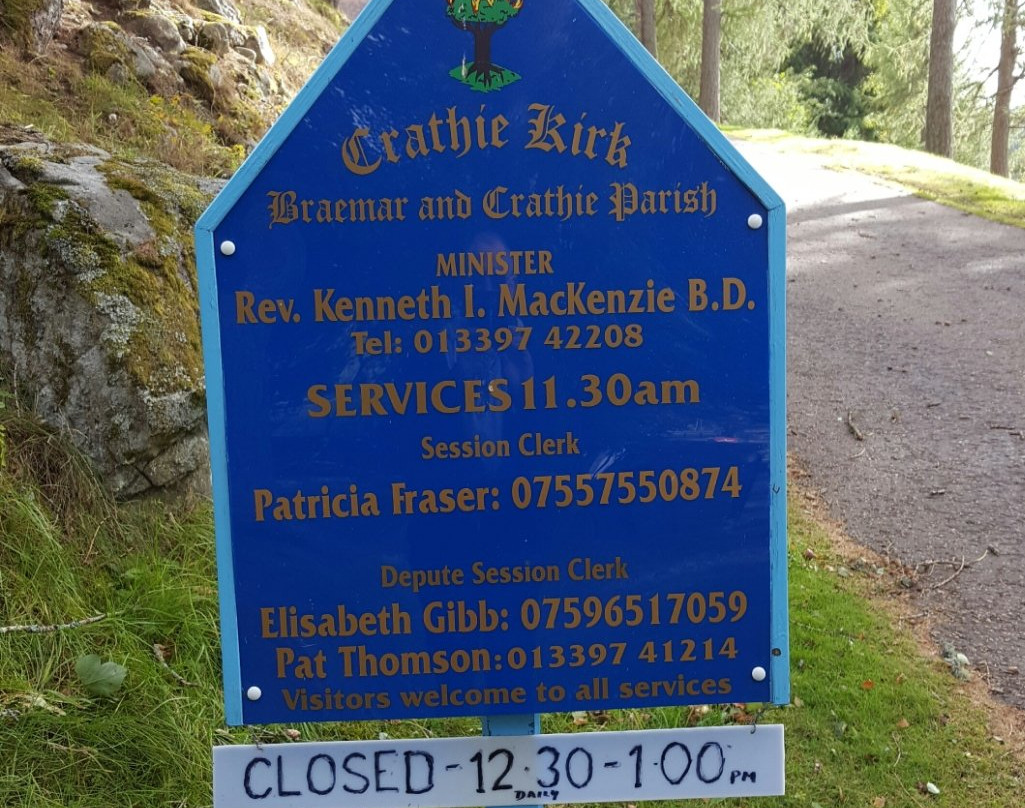 Crathie Kirk
Braemar and Crathie Parish
MINISTER
Rev. Kenneth I. MacKenzie B.D.
Tel: 013397 42208
SERVICES 11.30am
Session Clerk
Patricia Fraser: 07557550874
Depute Session Clerk
Elisabeth Gibb: 07596517059
Pat Thomson: 013397 41214
Visitors welcome to all services
CLOSED - 12.30 - 1.00 PM
DAILY